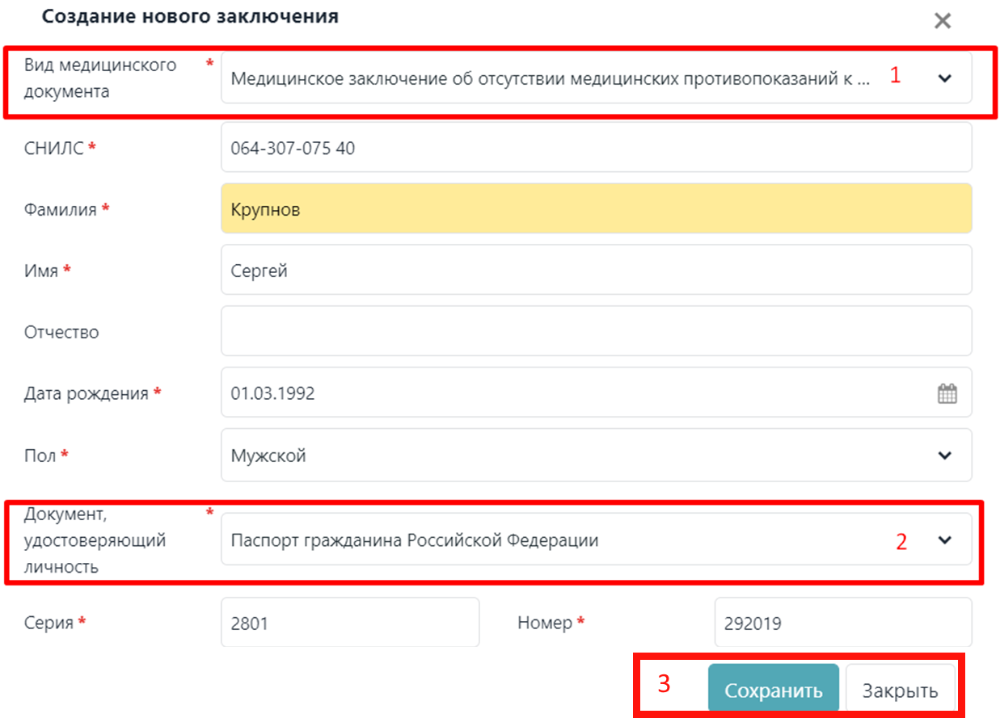 Создание нового заключения
Вид медицинского *
документа
Медицинское заключение об отсутствии медицинских противопоказаний к ... 1
СНИЛС * 064-307-075 40
Фамилия * Крупнов
Имя * Сергей
Отчество
Дата рождения * 01.03.1992
Пол * Мужской
Документ, *
удостоверяющий
личность
Паспорт гражданина Российской Федерации 2
Серия * 2801 Номер * 292019
3 Сохранить Закрыть